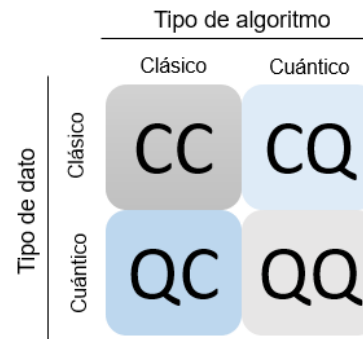 Tipo de algoritmo
Clásico Cuántico
Tipo de dato
Clásico
CC CQ
Cuántico
QC QQ